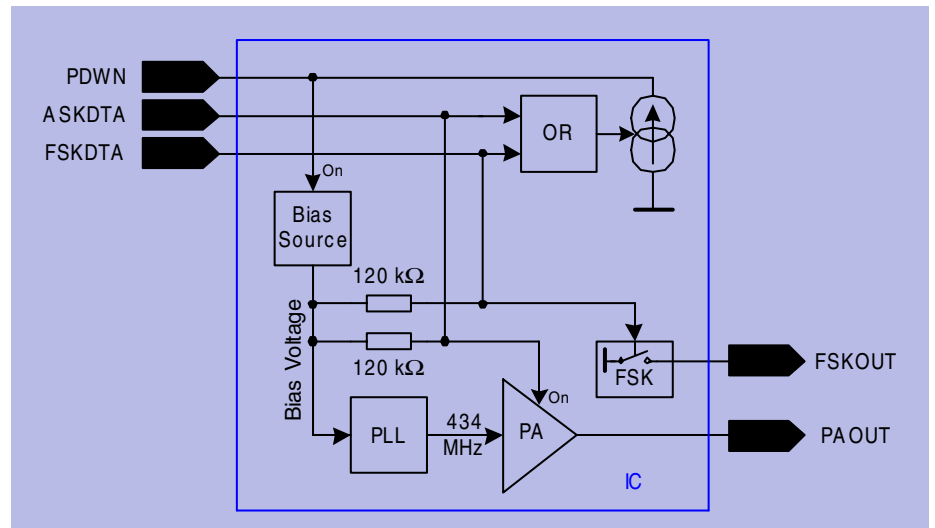 PDWN
ASKDTA
FSKDTA
OR
On
Bias
Source
120 kΩ
Bias Voltage
120 kΩ
FSK
FSKOUT
On
PLL
434
MHz
PA
PAOUT
IC